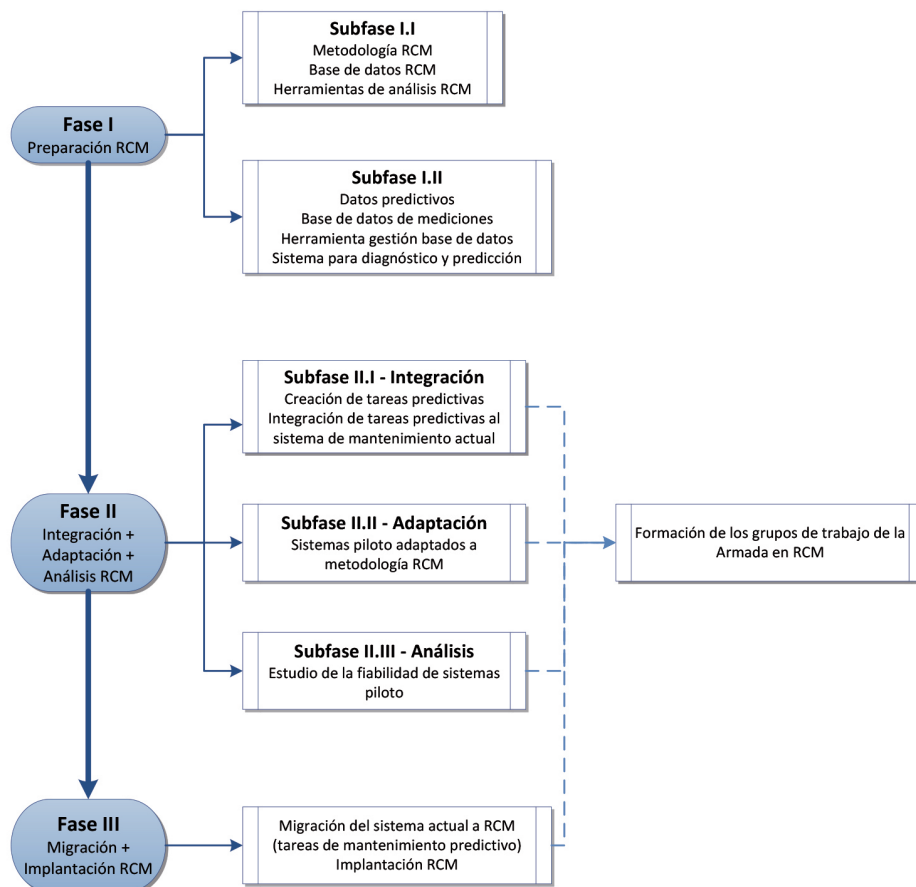 Subfase I.I
Metodología RCM
Base de datos RCM
Herramientas de análisis RCM
Fase I
Preparación RCM
Subfase I.II
Datos predictivos
Base de datos de mediciones
Herramienta gestión base de datos
Sistema para diagnóstico y predicción
Subfase II.I - Integración
Creación de tareas predictivas
Integración de tareas predictivas al
sistema de mantenimiento actual
Fase II
Integración +
Adaptación +
Análisis RCM
Subfase II.II - Adaptación
Sistemas piloto adaptados a
metodología RCM
Formación de los grupos de trabajo de la
Armada en RCM
Subfase II.III - Análisis
Estudio de la fiabilidad de sistemas
piloto
Fase III
Migración +
Implantación RCM
Migración del sistema actual a RCM
(tareas de mantenimiento predictivo)
Implantación RCM